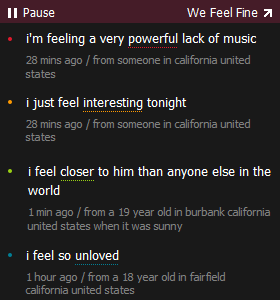 Pause
We Feel Fine
i'm feeling a very powerful lack of music
28 mins ago / from someone in california united
states
i just feel interesting tonight
28 mins ago / from someone in california united
states
i feel closer to him than anyone else in the
world
1 min ago / from a 19 year old in burbank california
united states when it was sunny
i feel so unloved
1 hour ago / from a 18 year old in fairfield
california united states